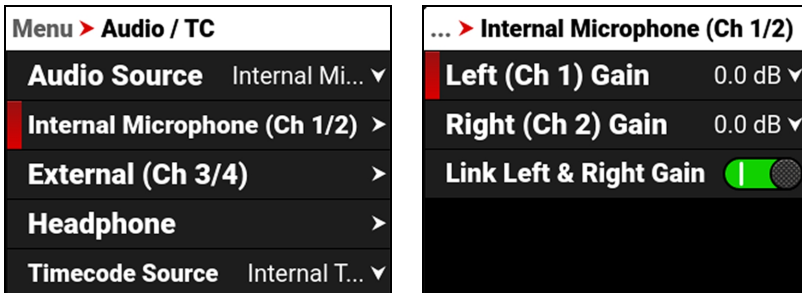 Menu > Audio / TC
Audio Source Internal Mi...
Internal Microphone (Ch 1/2)
External (Ch 3/4)
Headphone
Timecode Source Internal T...
... > Internal Microphone (Ch 1/2)
Left (Ch 1) Gain 0.0 dB
Right (Ch 2) Gain 0.0 dB
Link Left & Right Gain